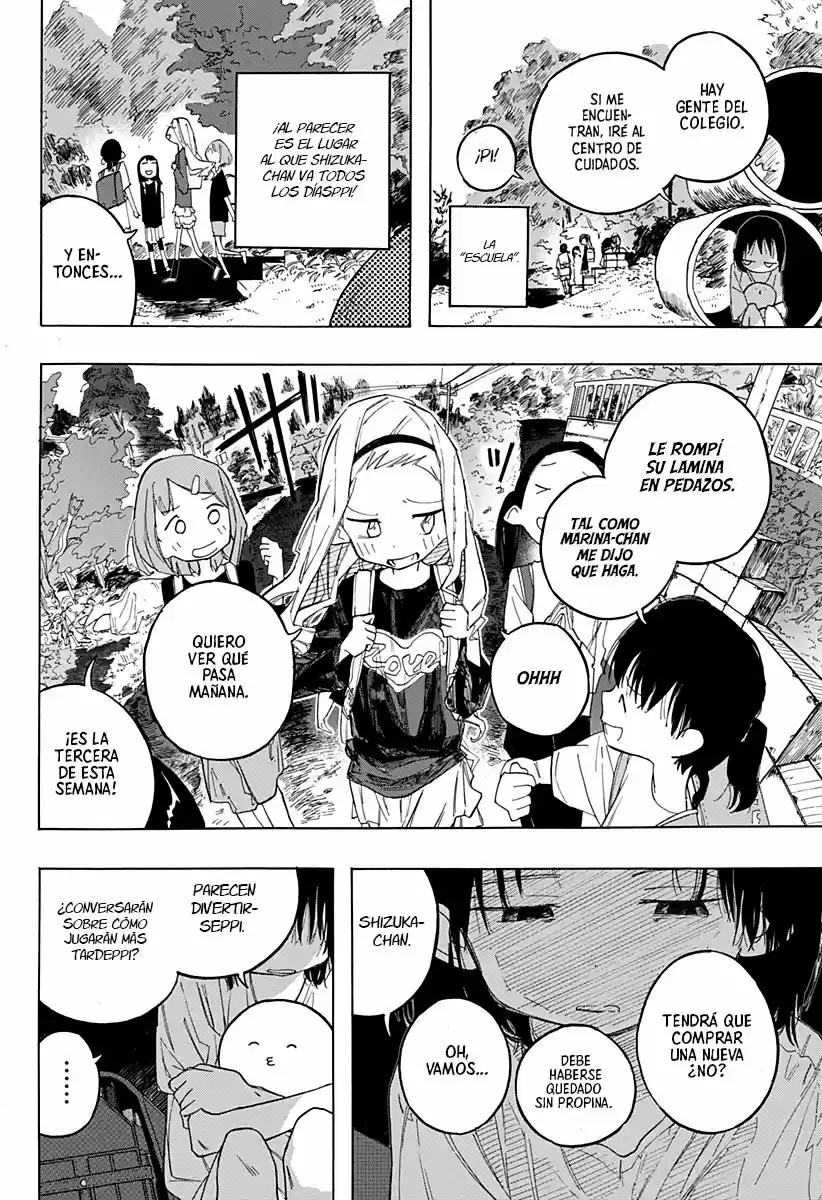 HAY
GENTE DEL
COLEGIO.
SI ME
ENCUEN-
TRAN, IRÉ AL
CENTRO DE
CUIDADOS.
¡PI!
LA
"ESCUELA".
¡AL PARECER
ES EL LUGAR
AL QUE SHIZUKA-
CHAN VA TODOS
LOS DÍASPPI!
Y EN-
TONCES...
LE ROMPÍ
SU LAMINA
EN PEDAZOS.
TAL COMO
MARINA-CHAN
ME DIJO
QUE HAGA.
OHHH
QUIERO
VER QUÉ
PASA
MAÑANA.
¡ES LA
TERCERA
DE ESTA
SEMANA!
Love
TENDRÁ QUE
COMPRAR
UNA NUEVA
¿NO?
DEBE
HABERSE
QUEDADO
SIN PROPINA.
OH,
VAMOS...
SHIZUKA-
CHAN.
PARECEN
DIVERTIR-
SEPPI.
¿CONVERSARÁN
SOBRE CÓMO
JUGARÁN MÁS
TARDEPPI?
......